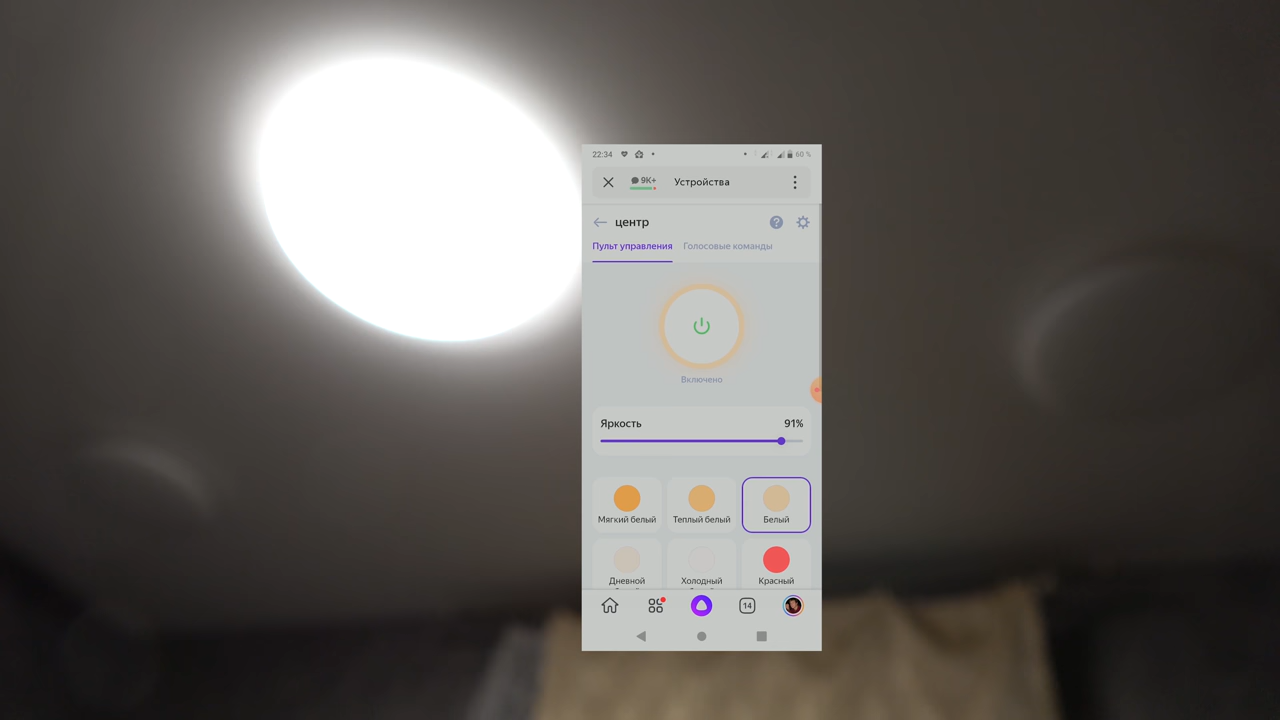 22:34 60 %
9K+ Устройства
центр
Пульт управления Голосовые команды
Включено
Яркость 91%
Мягкий белый Теплый белый Белый
Дневной Холодный Красный
14